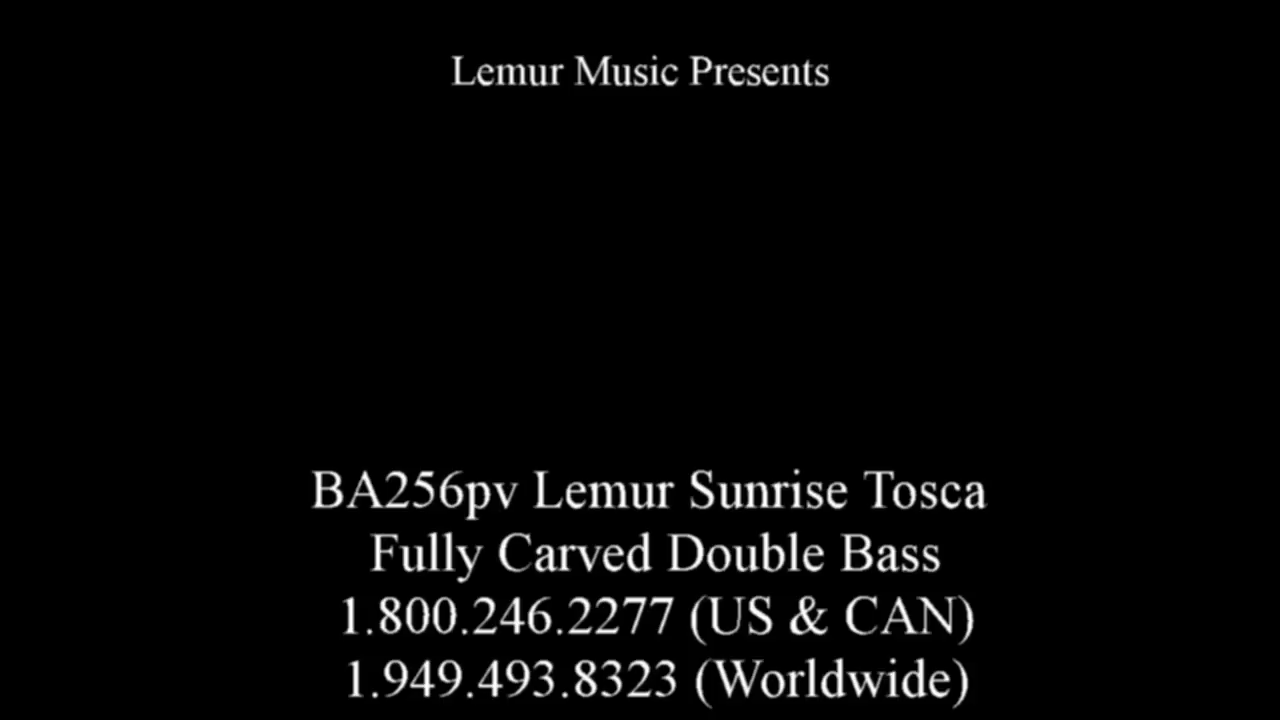 Lemur Music Presents
BA256pv Lemur Sunrise Tosca
Fully Carved Double Bass
1.800.246.2277 (US & CAN)
1.949.493.8323 (Worldwide)